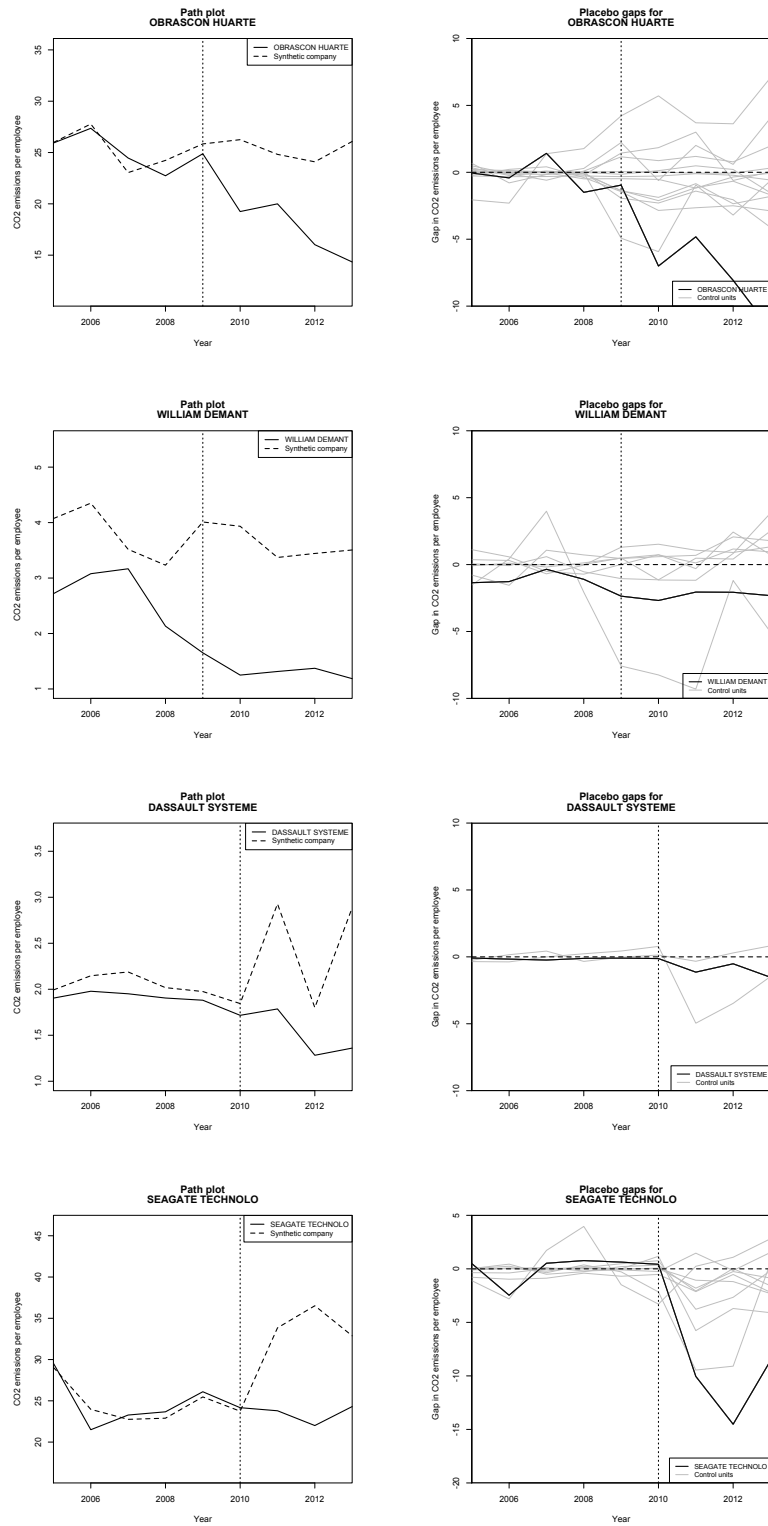 Path plot
OBRASCON HUARTE
CO2 emissions per employee
35
30
25
20
15
OBRASCON HUARTE
Synthetic company
2006 2008 2010 2012
Year
Placebo gaps for
OBRASCON HUARTE
Gap in CO2 emissions per employee
10
5
0
-5
-10
OBRASCON HUARTE
Control units
2006 2008 2010 2012
Year
Path plot
WILLIAM DEMANT
CO2 emissions per employee
5
4
3
2
1
WILLIAM DEMANT
Synthetic company
2006 2008 2010 2012
Year
Placebo gaps for
WILLIAM DEMANT
Gap in CO2 emissions per employee
10
5
0
-5
-10
WILLIAM DEMANT
Control units
2006 2008 2010 2012
Year
Path plot
DASSAULT SYSTEME
CO2 emissions per employee
3.5
3.0
2.5
2.0
1.5
1.0
DASSAULT SYSTEME
Synthetic company
2006 2008 2010 2012
Year
Placebo gaps for
DASSAULT SYSTEME
Gap in CO2 emissions per employee
10
5
0
-5
-10
DASSAULT SYSTEME
Control units
2006 2008 2010 2012
Year
Path plot
SEAGATE TECHNOLO
CO2 emissions per employee
45
40
35
30
25
20
SEAGATE TECHNOLO
Synthetic company
2006 2008 2010 2012
Year
Placebo gaps for
SEAGATE TECHNOLO
Gap in CO2 emissions per employee
5
0
-5
-10
-15
-20
SEAGATE TECHNOLO
Control units
2006 2008 2010 2012
Year